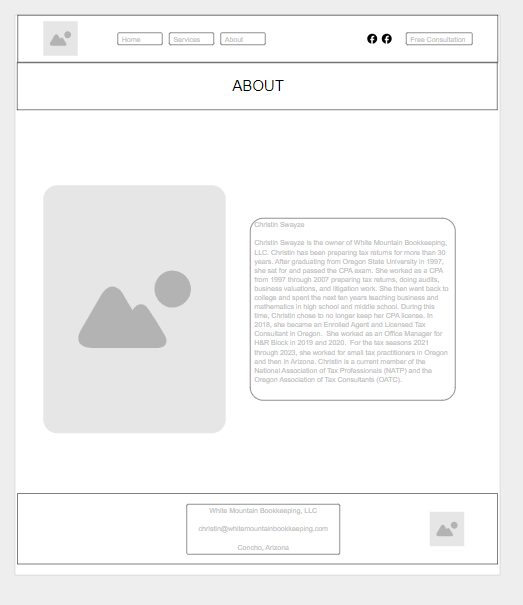 Home
Services
About
Free Consultation
ABOUT
Christin Swayze
Christin Swayze is the owner of White Mountain Bookkeeping,
LLC. Christin has been preparing tax returns for more than 30
years. After graduating from Oregon State University in 1997,
she sat for and passed the CPA exam. She worked as a CPA
from 1997 through 2007 preparing tax returns, doing audits,
business valuations, and litigation work. She then went back to
college and spent the next ten years teaching business and
mathematics in high school and middle school. During this
time, Christin chose to no longer keep her CPA license. In
2018, she became an Enrolled Agent and Licensed Tax
Consultant in Oregon. She worked as an Office Manager for
H&R Block in 2019 and 2020. For the tax seasons 2021
through 2023, she worked for small tax practitioners in Oregon
and then in Arizona. Christin is a current member of the
National Association of Tax Professionals (NATP) and the
Oregon Association of Tax Consultants (OATC).
White Mountain Bookkeeping, LLC
christin@whitemountainbookkeeping.com
Concho, Arizona